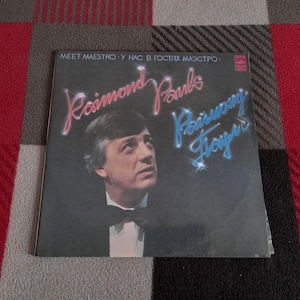 MEET MAESTRO · У НАС В ГОСТЯХ МАЭСТРО ·
Raimond Pauls
Раймонд Паулс